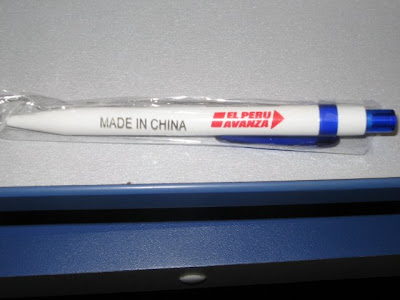 MADE IN CHINA
EL PERU
AVANZA